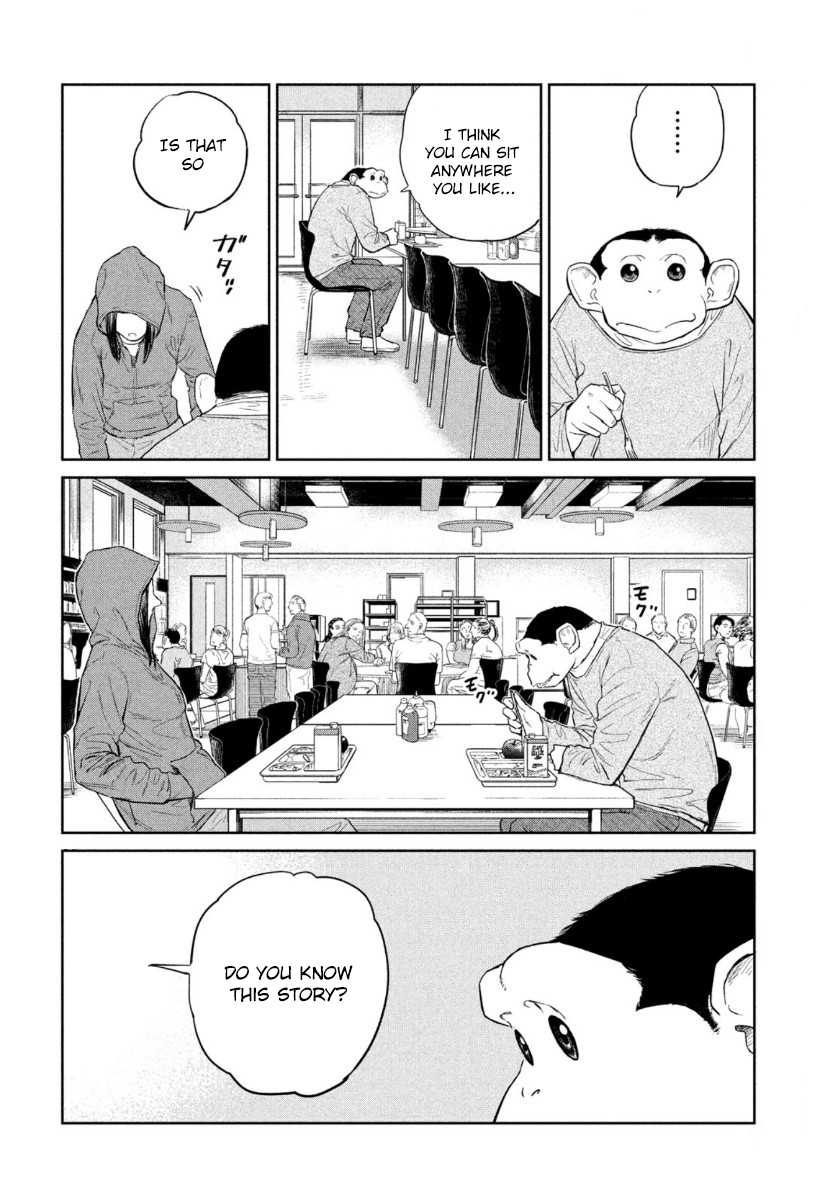 ......
I THINK
YOU CAN SIT
ANYWHERE
YOU LIKE...
IS THAT
SO
ガタッ
モグ
モグ
DO YOU KNOW
THIS STORY?